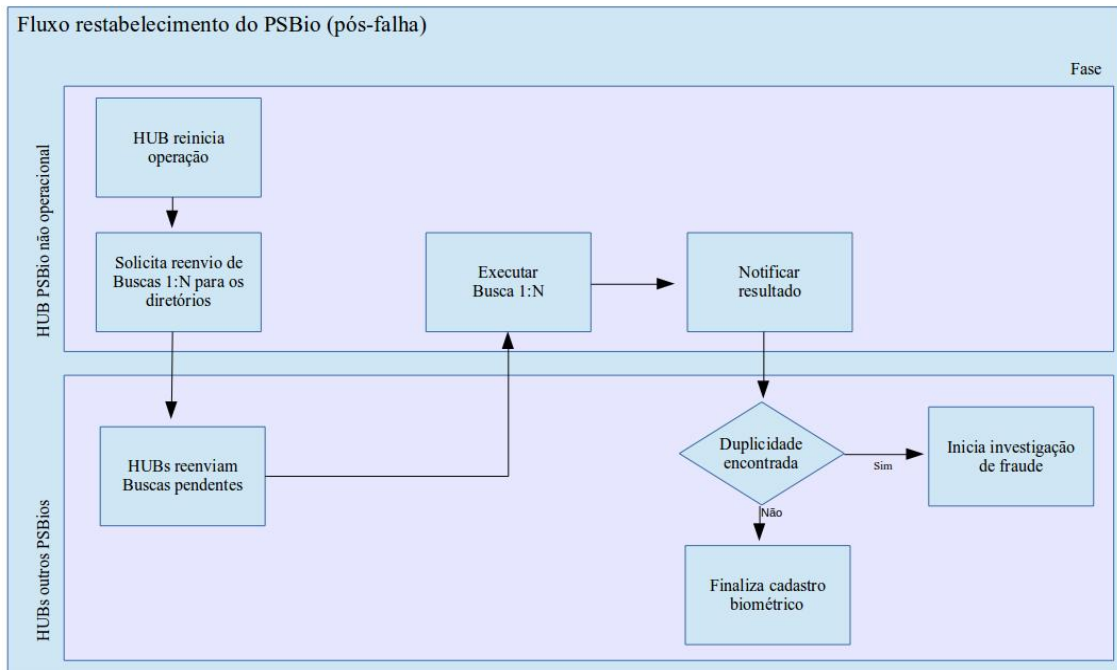 Fluxo restabelecimento do PSBio (pós-falha)
Fase
HUB PSBio não operacional
HUB reinicia
operação
Solicita reenvio de
Buscas 1:N para os
diretórios
Executar
Busca 1:N
Notificar
resultado
HUBs outros PSBios
HUBs reenviam
Buscas pendentes
Duplicidade
encontrada
Sim
Inicia investigação
de fraude
Não
Finaliza cadastro
biométrico